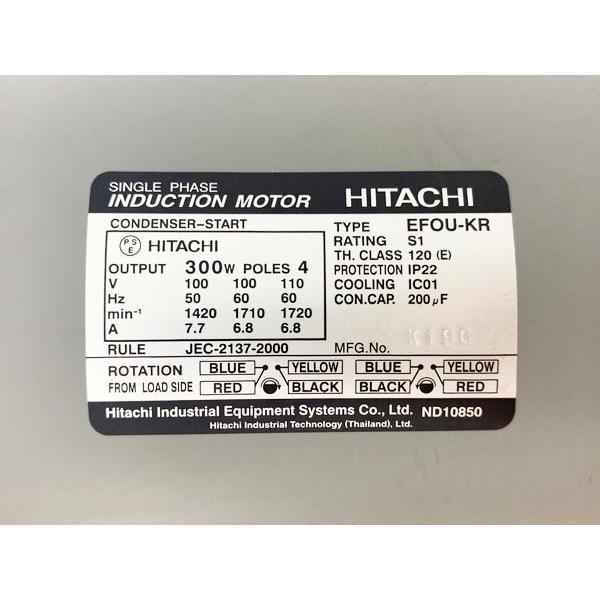 SINGLE PHASE
INDUCTION MOTOR HITACHI
CONDENSER-START
PS
E
HITACHI
OUTPUT 300W POLES 4
V 100 100 110
Hz 50 60 60
min⁻¹ 1420 1710 1720
A 7.7 6.8 6.8
RULE JEC-2137-2000
TYPE EFOU-KR
RATING S1
TH. CLASS 120 (E)
PROTECTION IP22
COOLING IC01
CON.CAP. 200μF
MFG.No.
ROTATION BLUE YELLOW BLUE YELLOW
FROM LOAD SIDE RED BLACK BLACK RED
Hitachi Industrial Equipment Systems Co., Ltd. ND10850
Hitachi Industrial Technology (Thailand), Ltd.